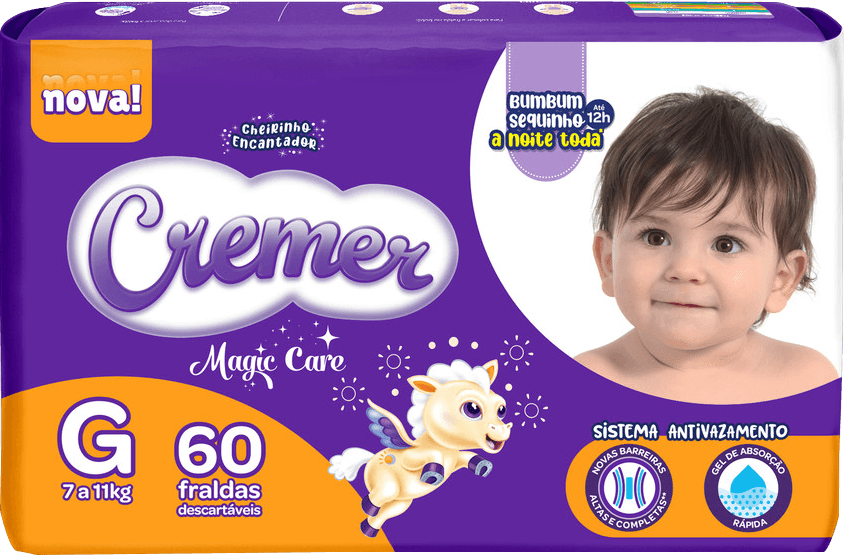 nova!
Cheirinho
Encantador
Cremer
Magic Care
BUMBUM
SEQUINHO
Até
12h
a noite toda
G
7 a 11kg
60
fraldas
descartáveis
SISTEMA ANTIVAZAMENTO
NOVAS BARREIRAS
ALTAS E COMPLETAS**
GEL DE ABSORÇÃO
RÁPIDA